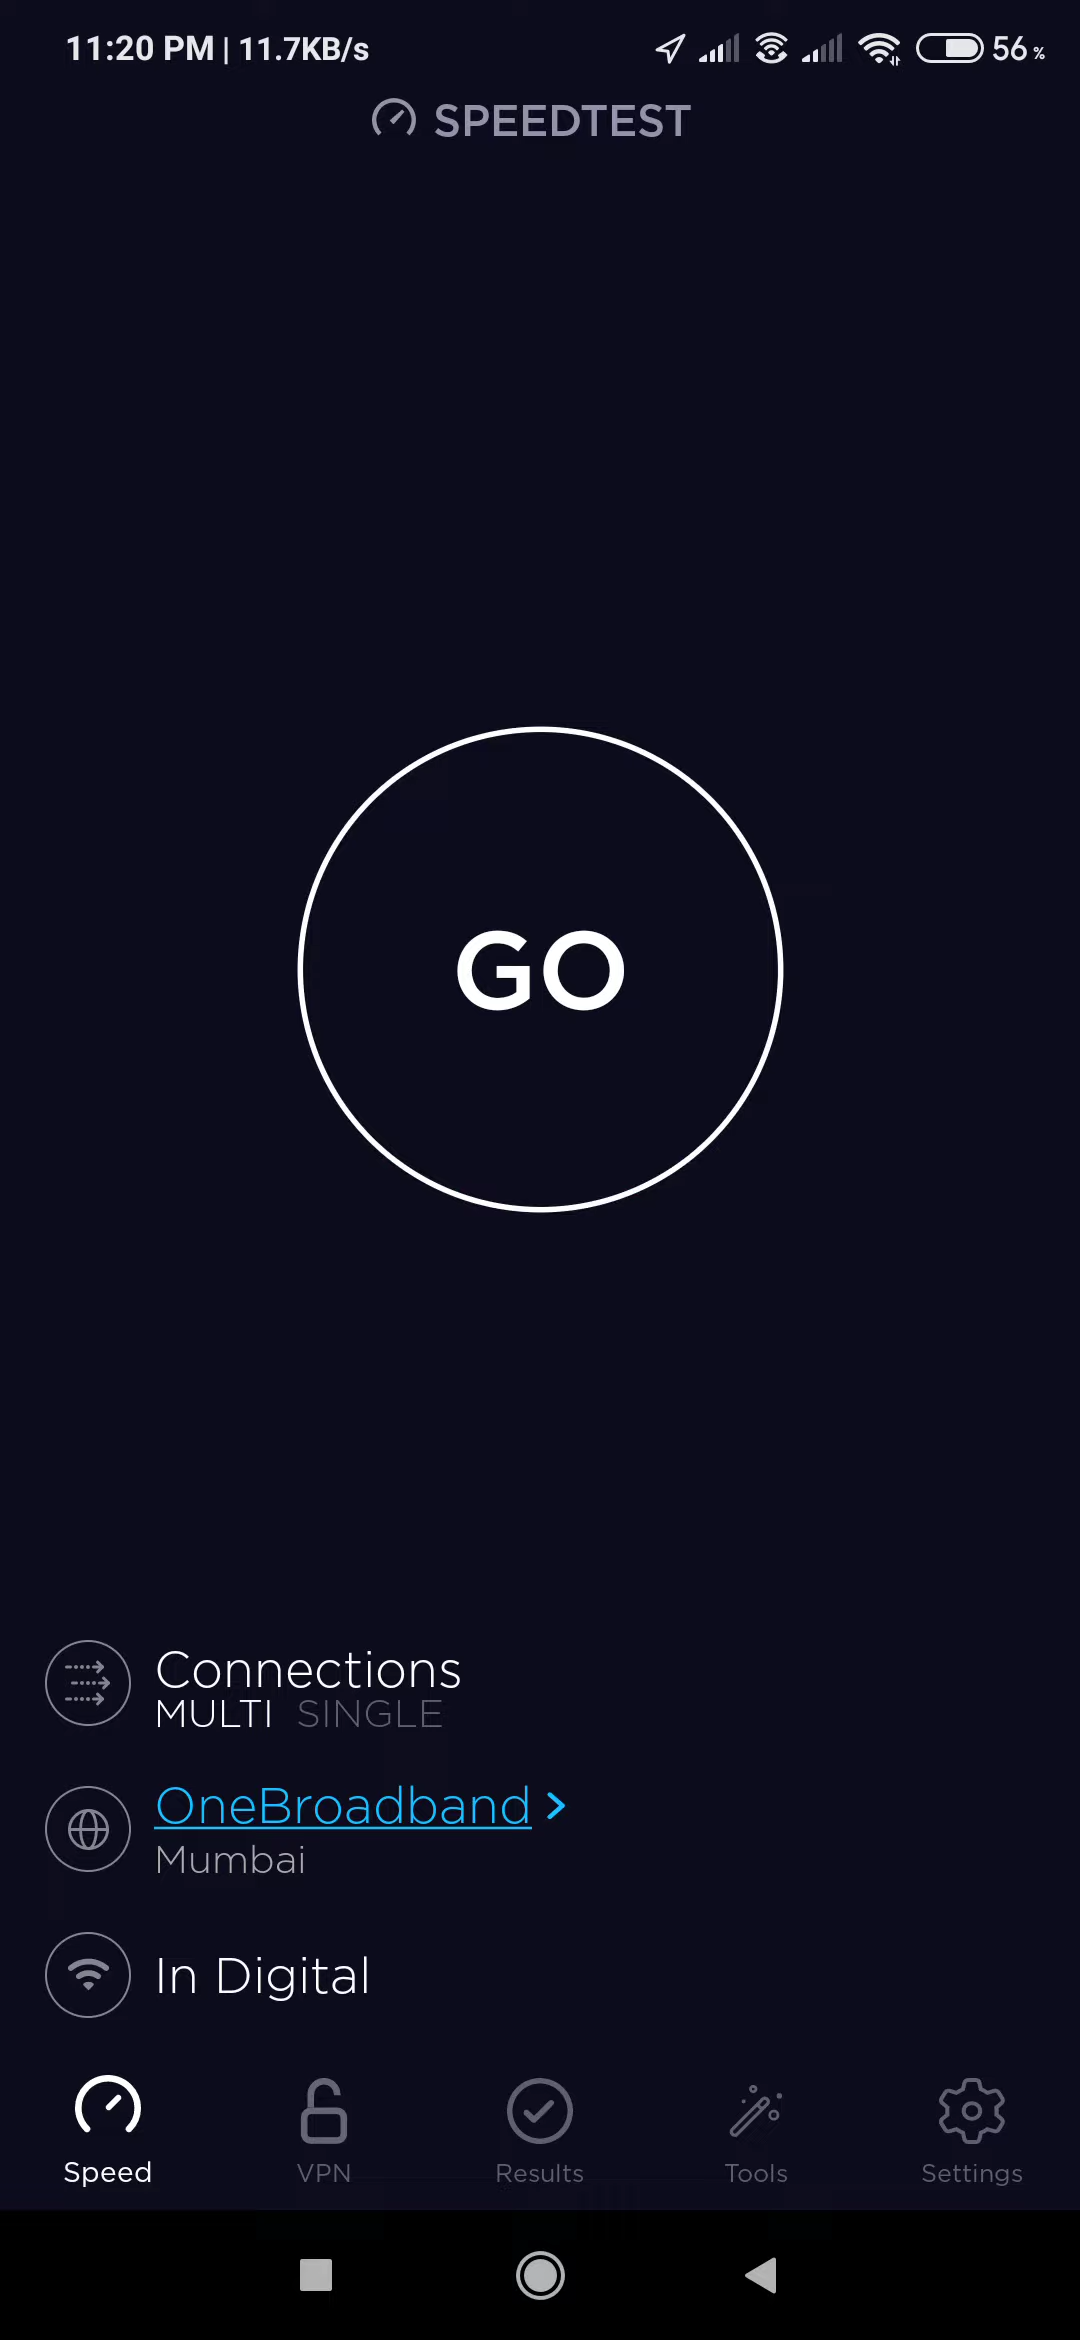 11:20 PM | 11.7KB/s 56 %
SPEEDTEST
GO
Connections
MULTI SINGLE
OneBroadband >
Mumbai
In Digital
Speed VPN Results Tools Settings